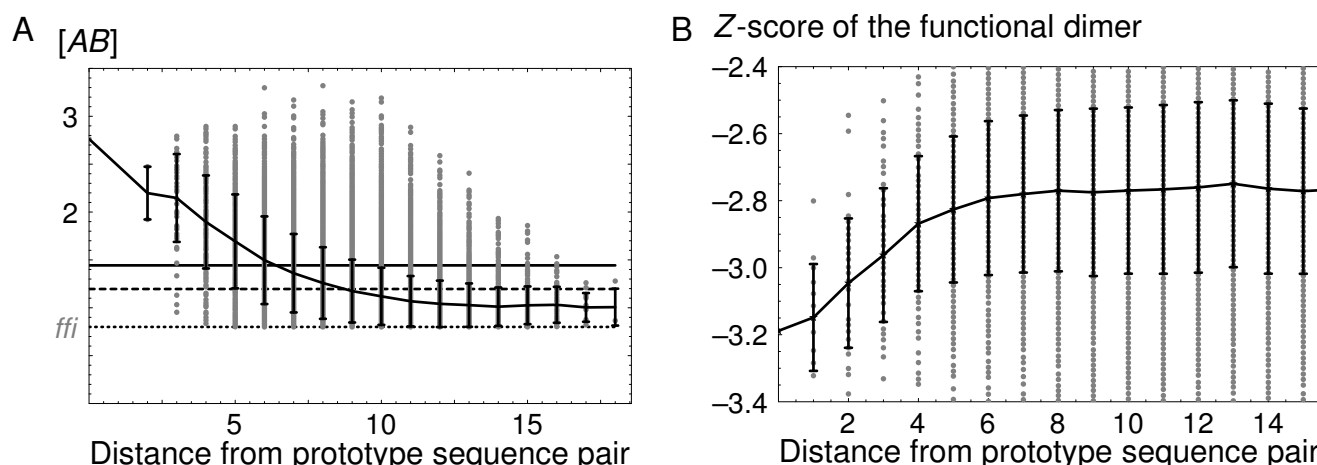 A [AB]
3
2
ffi
5 10 15
Distance from prototype sequence pair
B Z-score of the functional dimer
–2.4
–2.6
–2.8
–3.0
–3.2
–3.4
2 4 6 8 10 12 14
Distance from prototype sequence pair